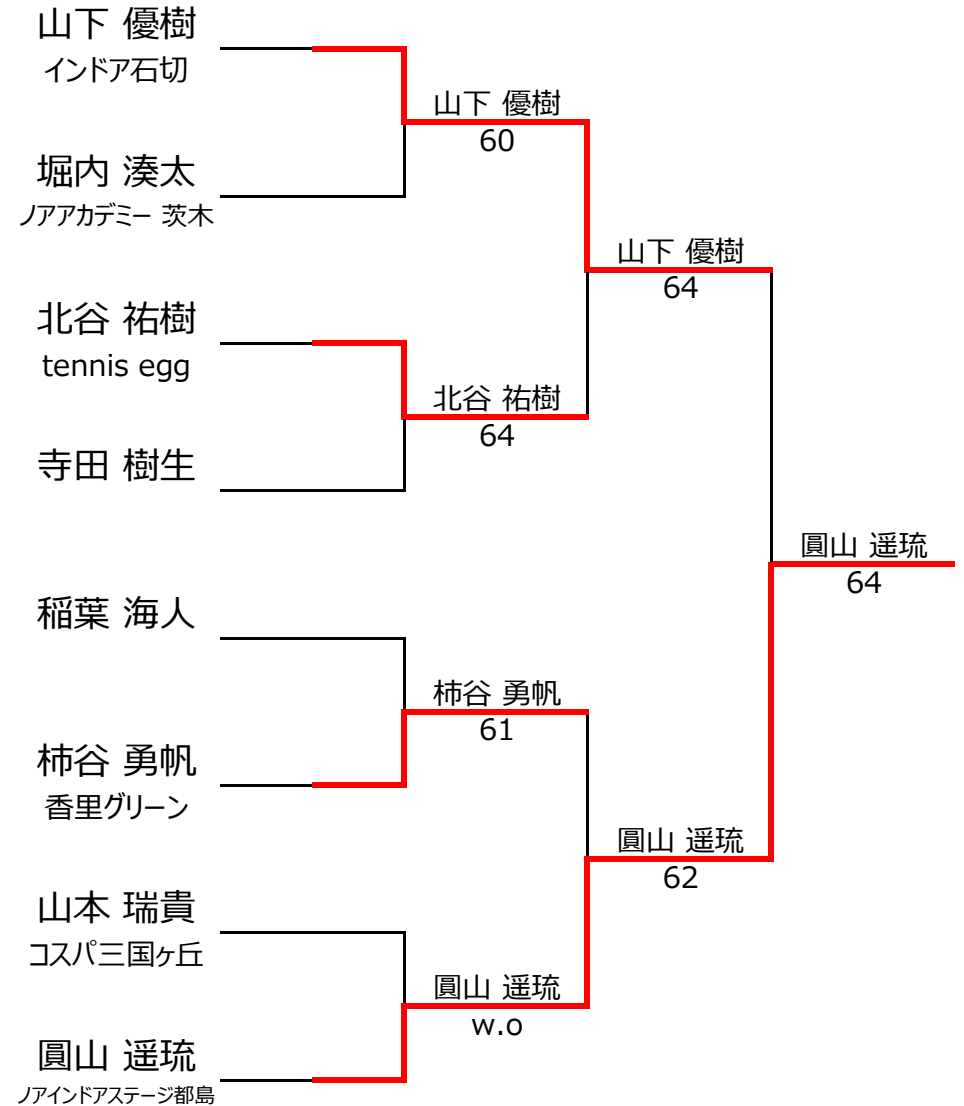 山下 優樹
インドア石切
堀内 湊太
ノアアカデミー 茨木
北谷 祐樹
tennis egg
寺田 樹生
稲葉 海人
柿谷 勇帆
香里グリーン
山本 瑞貴
コスパ三国ヶ丘
圓山 遥琉
ノアインドアステージ都島
山下 優樹
60
北谷 祐樹
64
柿谷 勇帆
61
圓山 遥琉
w.o
山下 優樹
64
圓山 遥琉
62
圓山 遥琉
64